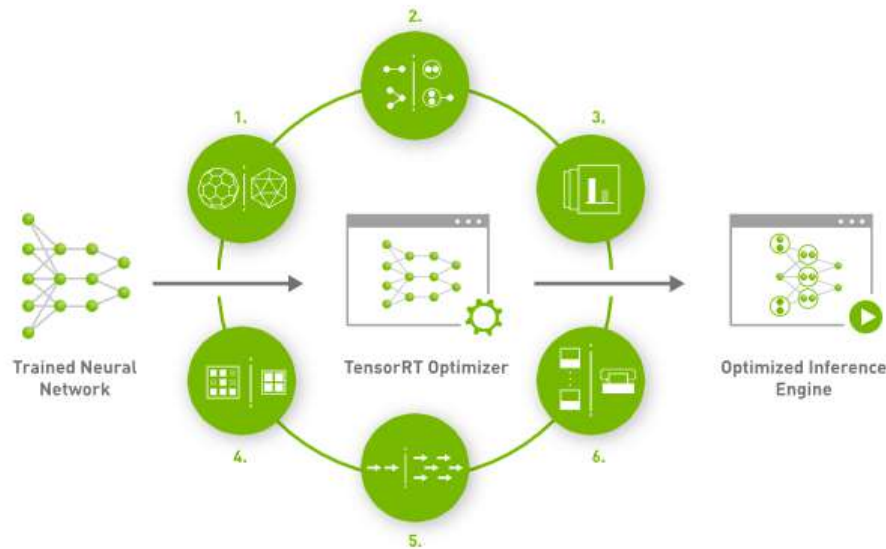 2.
1.
3.
Trained Neural
Network
TensorRT Optimizer
Optimized Inference
Engine
4.
6.
5.